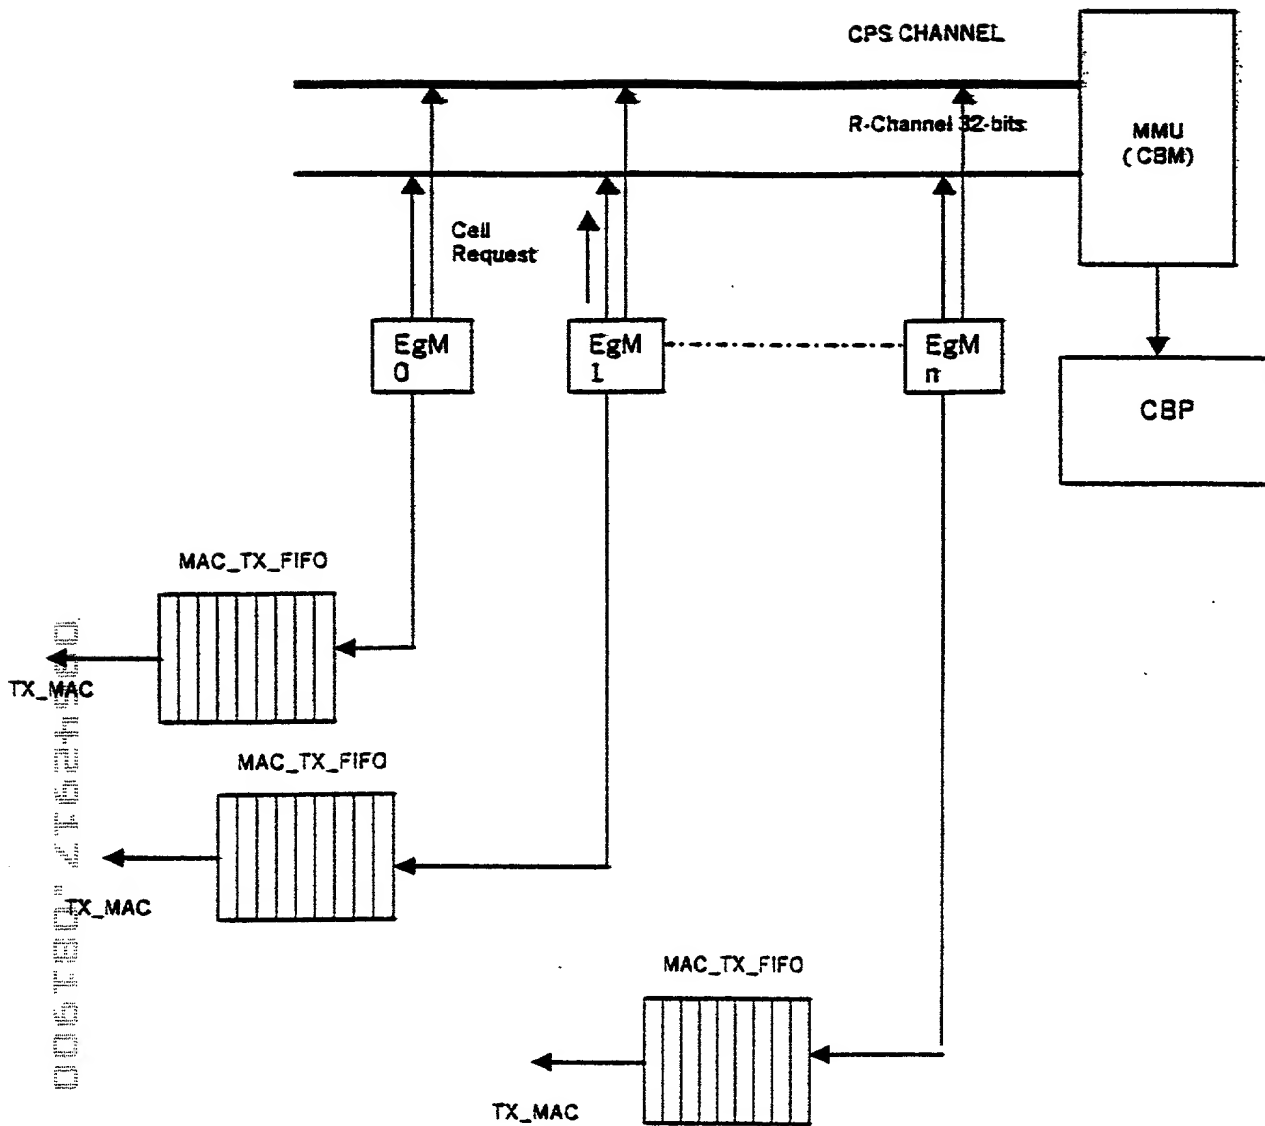 CPS CHANNEL
R-Channel 32-bits
MMU
(CBM)
Cell
Request
EgM
0
EgM
1
EgM
n
CBP
MAC_TX_FIFO
TX_MAC
MAC_TX_FIFO
TX_MAC
MAC_TX_FIFO
TX_MAC